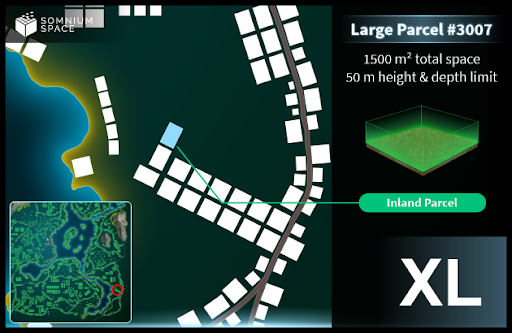 SOMNIUM
SPACE
Large Parcel #3007
1500 m² total space
50 m height & depth limit
Inland Parcel
XL